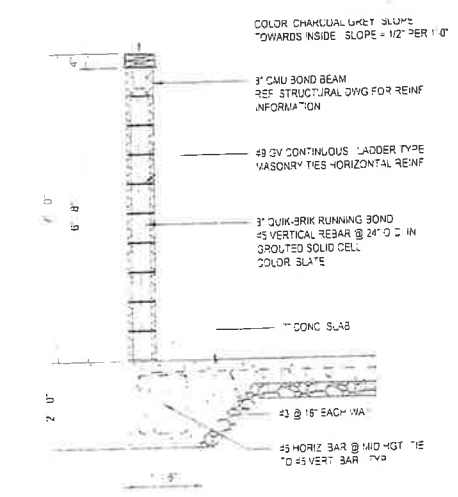 COLOR CHARCOAL GREY SLOPE
TOWARDS INSIDE SLOPE = 1/2" PER 1'-0"
8" CMU BOND BEAM
REF STRUCTURAL DWG FOR REINF
INFORMATION
#9 GV CONTINUOUS LADDER TYPE
MASONRY TIES HORIZONTAL REINF
8" QUIK-BRIK RUNNING BOND
#5 VERTICAL REBAR @ 24" O C IN
GROUTED SOLID CELL
COLOR SLATE
CONC SLAB
#3 @ 16" EACH WAY
#5 HORIZ BAR @ MID HGT TIE
TO #5 VERT BAR TYP
4"
6' 8"
2' 0"